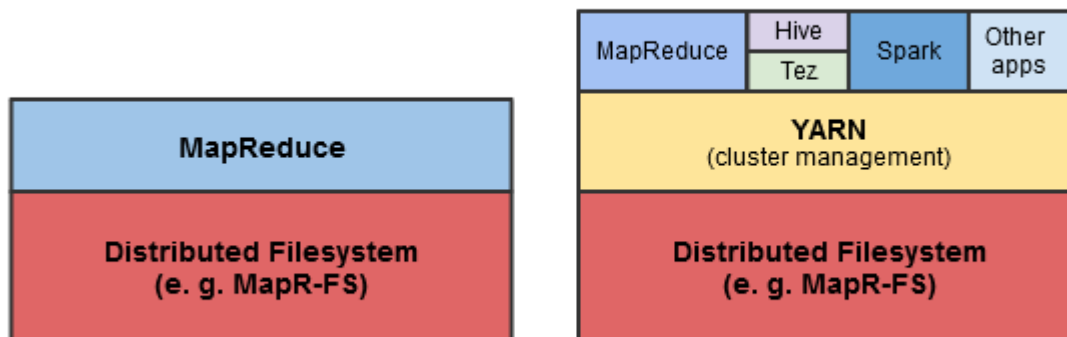 MapReduce
Distributed Filesystem
(e. g. MapR-FS)
MapReduce
Hive
Tez
Spark
Other
apps
YARN
(cluster management)
Distributed Filesystem
(e. g. MapR-FS)